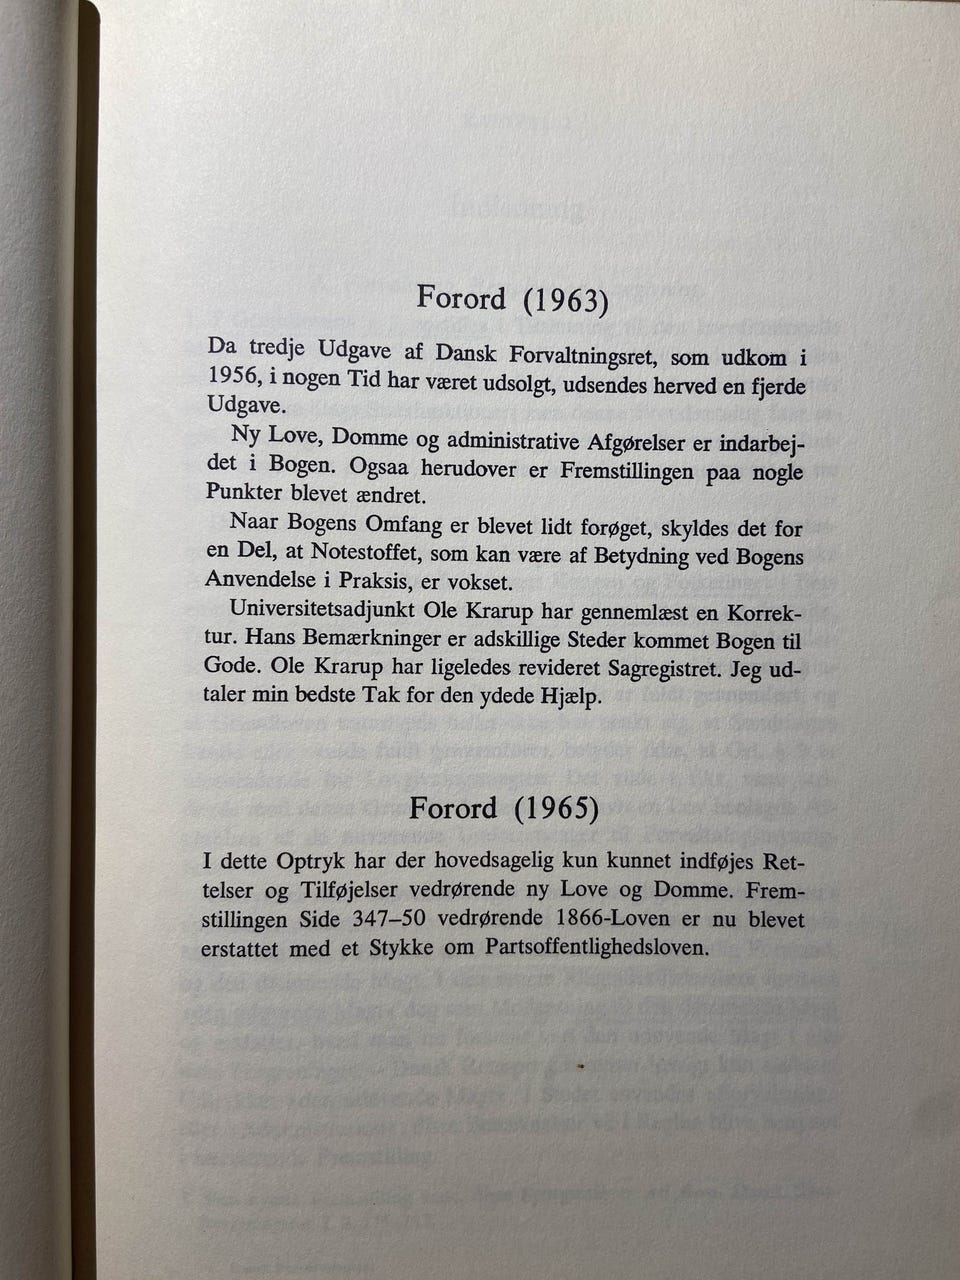 Forord (1963)
Da tredje Udgave af Dansk Forvaltningsret, som udkom i
1956, i nogen Tid har været udsolgt, udsendes herved en fjerde
Udgave.
Ny Love, Domme og administrative Afgørelser er indarbej-
det i Bogen. Ogsaa herudover er Fremstillingen paa nogle
Punkter blevet ændret.
Naar Bogens Omfang er blevet lidt forøget, skyldes det for
en Del, at Notestoffet, som kan være af Betydning ved Bogens
Anvendelse i Praksis, er vokset.
Universitetsadjunkt Ole Krarup har gennemlæst en Korrek-
tur. Hans Bemærkninger er adskillige Steder kommet Bogen til
Gode. Ole Krarup har ligeledes revideret Sagregistret. Jeg ud-
taler min bedste Tak for den ydede Hjælp.
Forord (1965)
I dette Optryk har der hovedsagelig kun kunnet indføjes Ret-
telser og Tilføjelser vedrørende ny Love og Domme. Frem-
stillingen Side 347–50 vedrørende 1866-Loven er nu blevet
erstattet med et Stykke om Partsoffentlighedsloven.